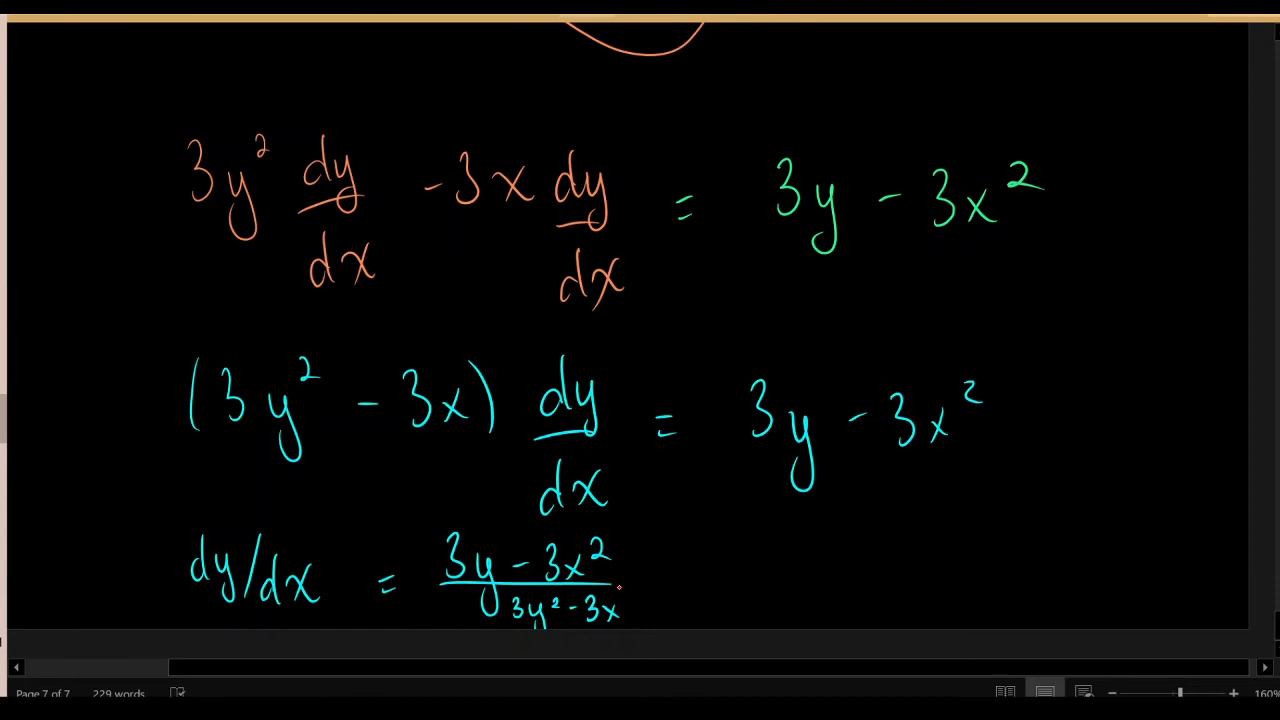 3y² dy/dx - 3x dy/dx = 3y - 3x²
(3y² - 3x) dy/dx = 3y - 3x²
dy/dx = (3y - 3x²)/(3y² - 3x)
Page 7 of 7 229 words 160%